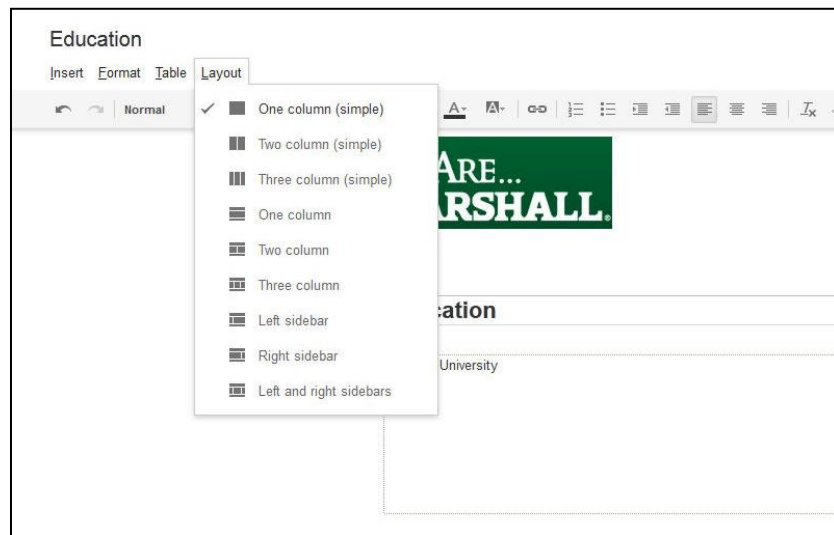 Education
Insert Format Table Layout
Normal
One column (simple)
Two column (simple)
Three column (simple)
One column
Two column
Three column
Left sidebar
Right sidebar
Left and right sidebars
ARE...
RSHALL.
cation
University